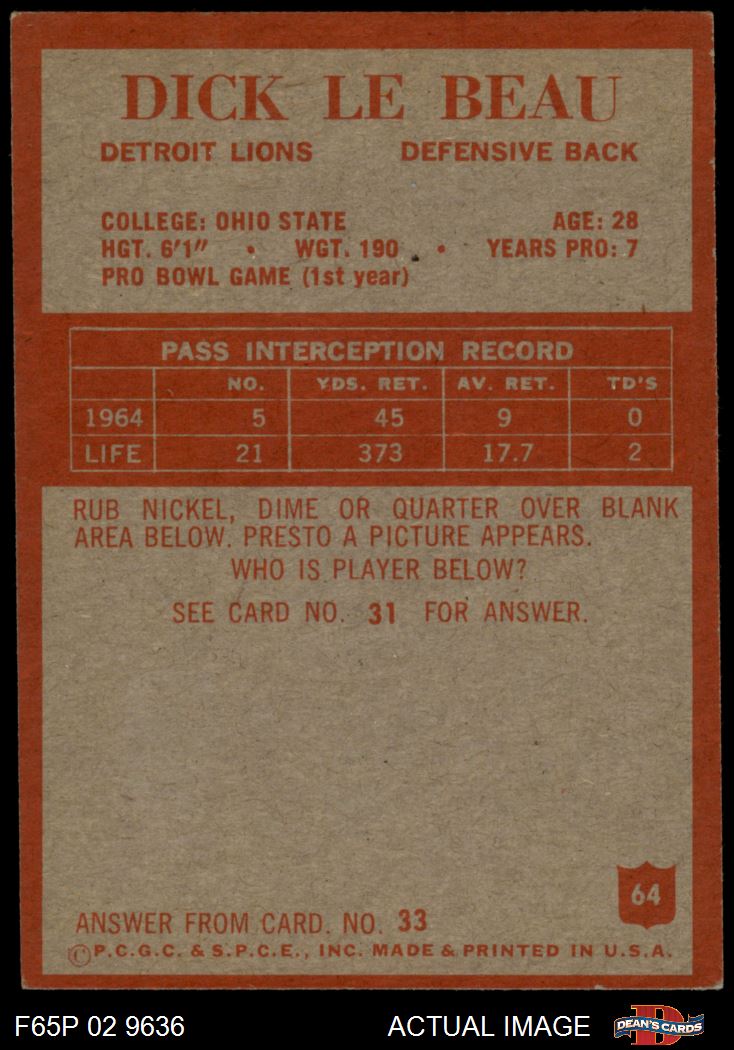 DICK LE BEAU
DETROIT LIONS DEFENSIVE BACK
COLLEGE: OHIO STATE AGE: 28
HGT. 6'1" • WGT. 190 • YEARS PRO: 7
PRO BOWL GAME (1st year)
PASS INTERCEPTION RECORD
NO. YDS. RET. AV. RET. TD'S
1964 5 45 9 0
LIFE 21 373 17.7 2
RUB NICKEL, DIME OR QUARTER OVER BLANK
AREA BELOW. PRESTO A PICTURE APPEARS.
WHO IS PLAYER BELOW?
SEE CARD NO. 31 FOR ANSWER.
64
ANSWER FROM CARD. NO. 33
©P.C.G.C. & S.P.C.E., INC. MADE & PRINTED IN U.S.A.
F65P 02 9636 ACTUAL IMAGE
D
DEAN'S CARDS